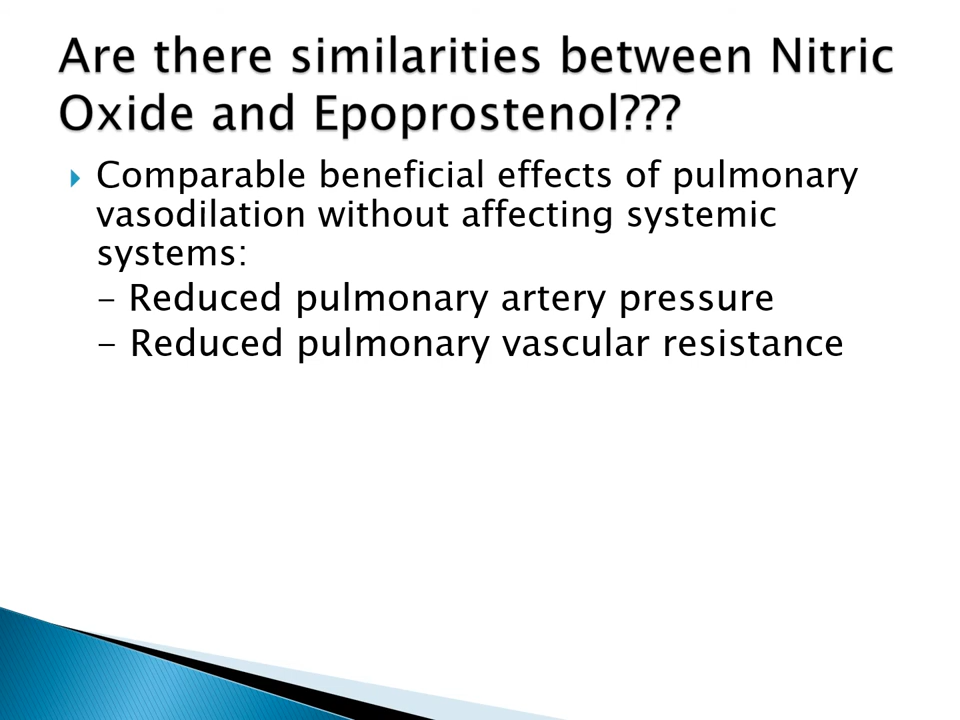 Are there similarities between Nitric
Oxide and Epoprostenol???
Comparable beneficial effects of pulmonary
vasodilation without affecting systemic
systems:
- Reduced pulmonary artery pressure
- Reduced pulmonary vascular resistance